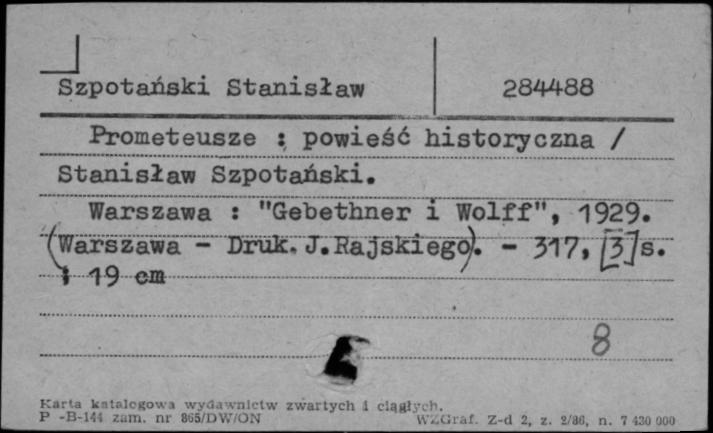 Szpotański Stanisław 284488
Prometeusze : powieść historyczna /
Stanisław Szpotański.
Warszawa : "Gebethner i Wolff", 1929.
(Warszawa - Druk. J.Rajskiego). - 317, [3] s.
; 19 cm
8
Karta katalogowa wydawnictw zwartych i ciągłych.
P -B-144 zam. nr 865/DW/ON WZGraf. Z-d 2, z. 2/86, n. 7 430 000